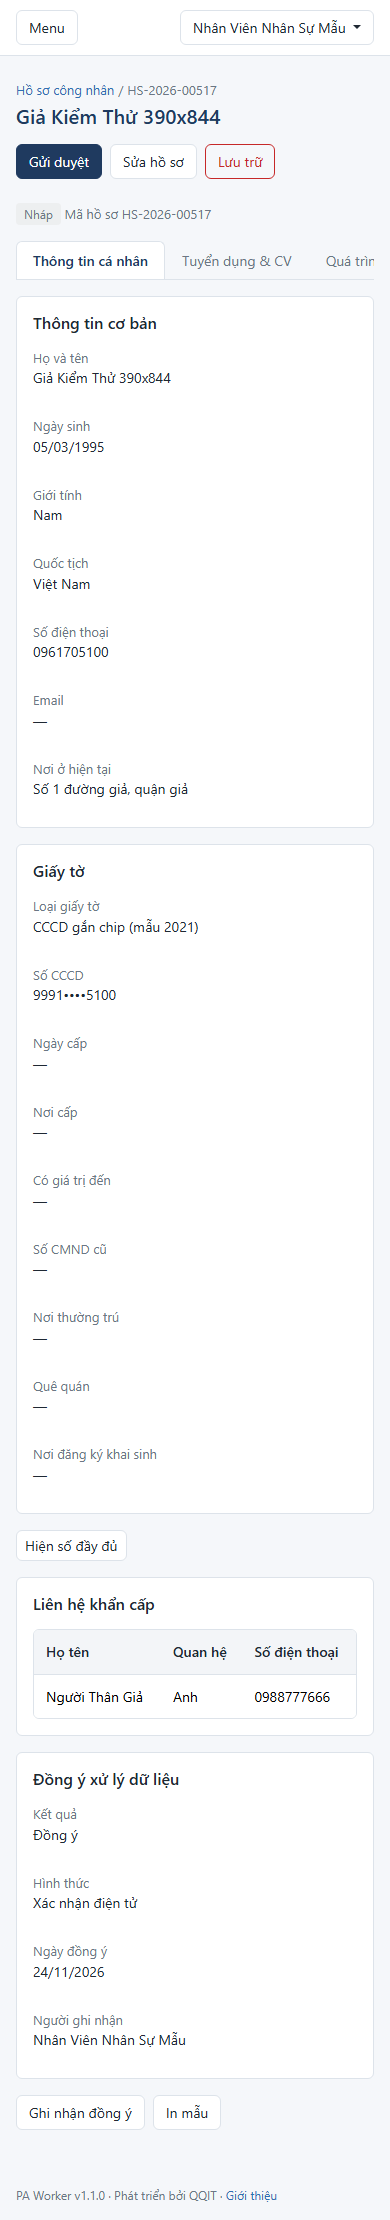 Menu
Nhân Viên Nhân Sự Mẫu
Hồ sơ công nhân / HS-2026-00517
Giả Kiểm Thử 390x844
Gửi duyệt
Sửa hồ sơ
Lưu trữ
Nháp Mã hồ sơ HS-2026-00517
Thông tin cá nhân
Tuyển dụng & CV
Quá trìn
Thông tin cơ bản
Họ và tên
Giả Kiểm Thử 390x844
Ngày sinh
05/03/1995
Giới tính
Nam
Quốc tịch
Việt Nam
Số điện thoại
0961705100
Email
—
Nơi ở hiện tại
Số 1 đường giả, quận giả
Giấy tờ
Loại giấy tờ
CCCD gắn chip (mẫu 2021)
Số CCCD
9991••••5100
Ngày cấp
—
Nơi cấp
—
Có giá trị đến
—
Số CMND cũ
—
Nơi thường trú
—
Quê quán
—
Nơi đăng ký khai sinh
—
Hiện số đầy đủ
Liên hệ khẩn cấp
Họ tên Quan hệ Số điện thoại
Người Thân Giả Anh 0988777666
Đồng ý xử lý dữ liệu
Kết quả
Đồng ý
Hình thức
Xác nhận điện tử
Ngày đồng ý
24/11/2026
Người ghi nhận
Nhân Viên Nhân Sự Mẫu
Ghi nhận đồng ý
In mẫu
PA Worker v1.1.0 · Phát triển bởi QQIT · Giới thiệu